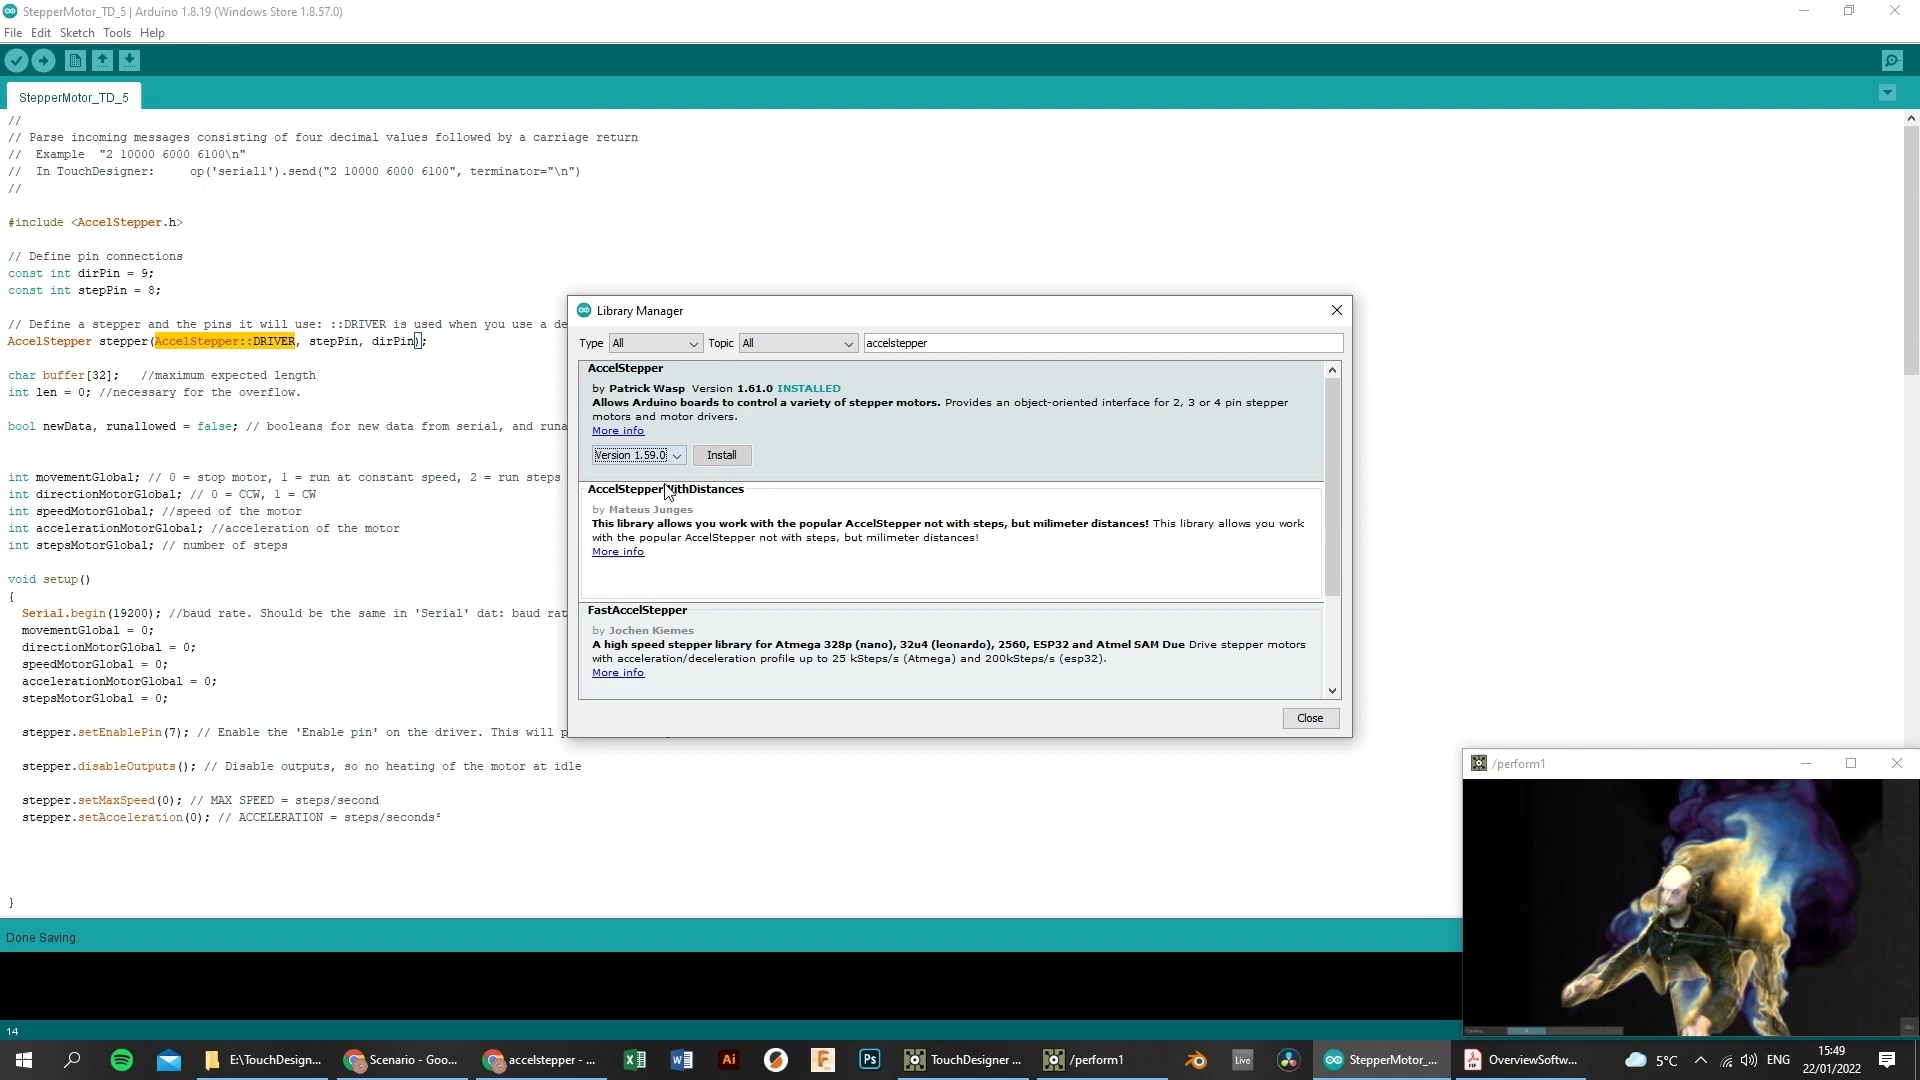 StepperMotor_TD_5 | Arduino 1.8.19 (Windows Store 1.8.57.0)
File Edit Sketch Tools Help
StepperMotor_TD_5
//
// Parse incoming messages consisting of four decimal values followed by a carriage return
// Example "2 10000 6000 6100\n"
// In TouchDesigner: op('serial1').send("2 10000 6000 6100", terminator="\n")
//
#include <AccelStepper.h>
// Define pin connections
const int dirPin = 9;
const int stepPin = 8;
// Define a stepper and the pins it will use: ::DRIVER is used when you use a de
AccelStepper stepper(AccelStepper::DRIVER, stepPin, dirPin);
char buffer[32]; //maximum expected length
int len = 0; //necessary for the overflow.
bool newData, runallowed = false; // booleans for new data from serial, and runa
int movementGlobal; // 0 = stop motor, 1 = run at constant speed, 2 = run steps
int directionMotorGlobal; // 0 = CCW, 1 = CW
int speedMotorGlobal; //speed of the motor
int accelerationMotorGlobal; //acceleration of the motor
int stepsMotorGlobal; // number of steps
void setup()
{
Serial.begin(19200); //baud rate. Should be the same in 'Serial' dat: baud rat
movementGlobal = 0;
directionMotorGlobal = 0;
speedMotorGlobal = 0;
accelerationMotorGlobal = 0;
stepsMotorGlobal = 0;
stepper.setEnablePin(7); // Enable the 'Enable pin' on the driver. This will p
stepper.disableOutputs(); // Disable outputs, so no heating of the motor at idle
stepper.setMaxSpeed(0); // MAX SPEED = steps/second
stepper.setAcceleration(0); // ACCELERATION = steps/seconds²
}
Done Saving.
14
Library Manager
Type All Topic All accelstepper
AccelStepper
by Patrick Wasp Version 1.61.0 INSTALLED
Allows Arduino boards to control a variety of stepper motors. Provides an object-oriented interface for 2, 3 or 4 pin stepper
motors and motor drivers.
More info
Version 1.59.0 Install
AccelStepperWithDistances
by Mateus Junges
This library allows you work with the popular AccelStepper not with steps, but milimeter distances! This library allows you work
with the popular AccelStepper not with steps, but milimeter distances!
More info
FastAccelStepper
by Jochen Kiemes
A high speed stepper library for Atmega 328p (nano), 32u4 (leonardo), 2560, ESP32 and Atmel SAM Due Drive stepper motors
with acceleration/deceleration profile up to 25 kSteps/s (Atmega) and 200kSteps/s (esp32).
More info
Close
/perform1
E:\TouchDesign... Scenario - Goo... accelstepper - ... Ai Ps TouchDesigner ... /perform1 Live StepperMotor_... OverviewSoftw... 5°C ENG
15:49
22/01/2022